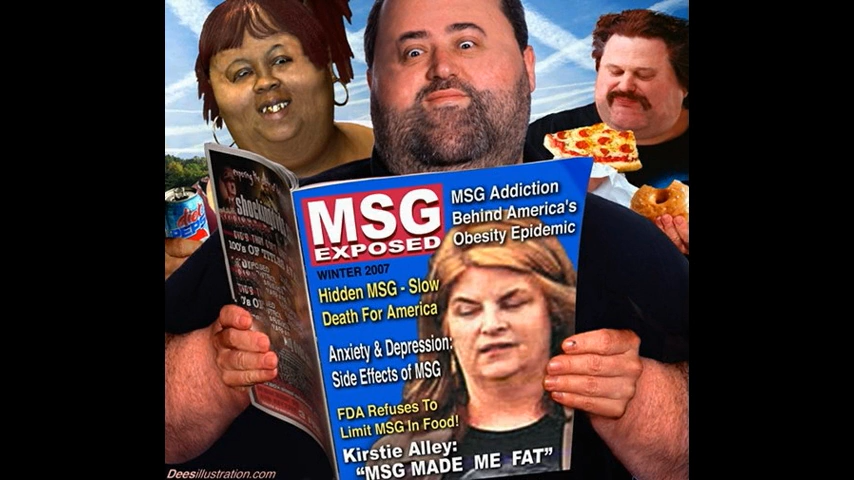 MSG
EXPOSED
WINTER 2007
MSG Addiction
Behind America's
Obesity Epidemic
Hidden MSG - Slow
Death For America
Anxiety & Depression:
Side Effects of MSG
FDA Refuses To
Limit MSG In Food!
Kirstie Alley:
"MSG MADE ME FAT"
diet
Deesillustration.com